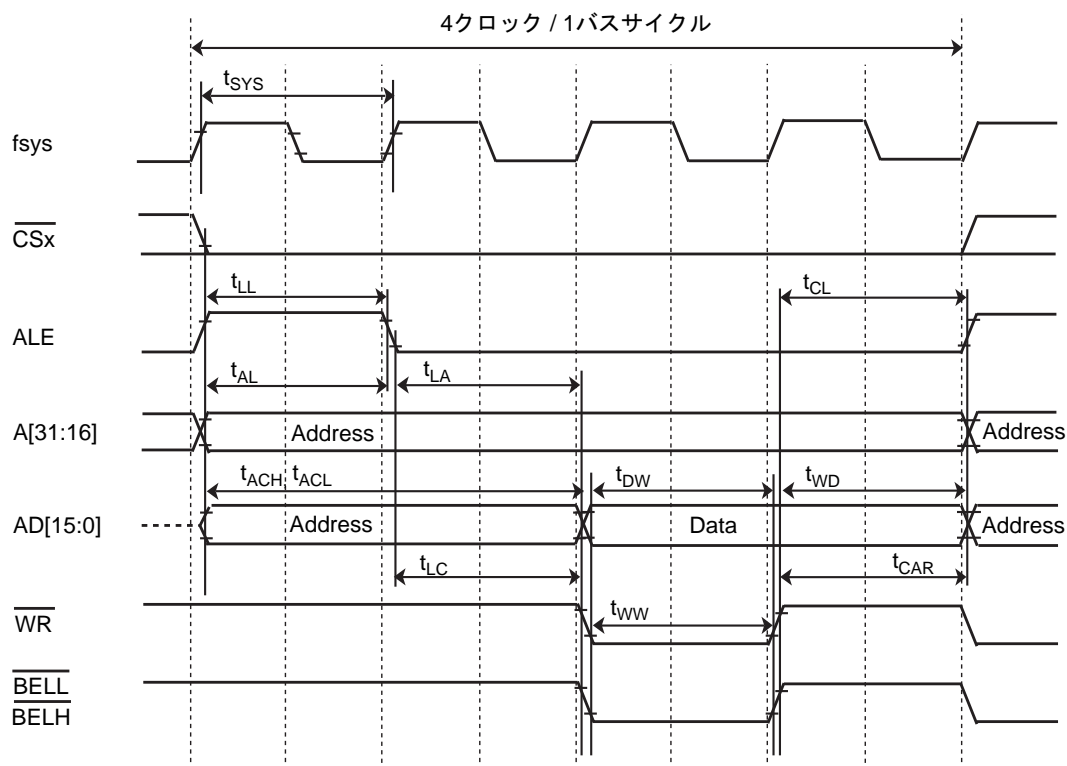 4クロック / 1バスサイクル
tSYS
fsys
CSx
tLL
tCL
ALE
tAL
tLA
A[31:16]
Address
Address
tACH, tACL
tDW
tWD
AD[15:0]
Address
Data
Address
tLC
tCAR
WR
tWW
BELL
BELH